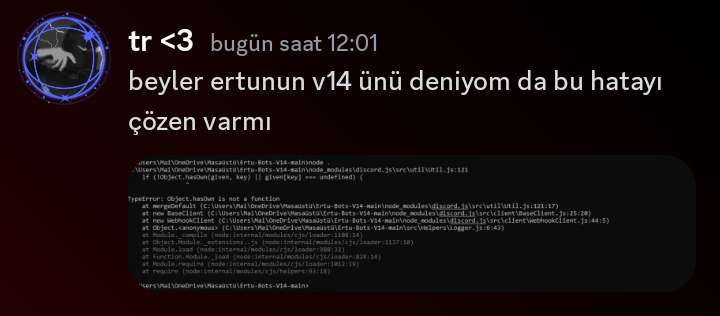 tr <3 bugün saat 12:01
beyler ertunun v14 ünü deniyom da bu hatayı
çözen varmı
\Users\Mal\OneDrive\Masaüstü\Ertu-Bots-V14-main>node .
:\Users\Mal\OneDrive\Masaüstü\Ertu-Bots-V14-main\node_modules\discord.js\src\util\Util.js:121
if (!Object.hasOwn(given, key) || given[key] === undefined) {
^
TypeError: Object.hasOwn is not a function
at mergeDefault (C:\Users\Mal\OneDrive\Masaüstü\Ertu-Bots-V14-main\node_modules\discord.js\src\util\Util.js:121:17)
at new BaseClient (C:\Users\Mal\OneDrive\Masaüstü\Ertu-Bots-V14-main\node_modules\discord.js\src\client\BaseClient.js:25:20)
at new WebhookClient (C:\Users\Mal\OneDrive\Masaüstü\Ertu-Bots-V14-main\node_modules\discord.js\src\client\WebhookClient.js:44:5)
at Object.<anonymous> (C:\Users\Mal\OneDrive\Masaüstü\Ertu-Bots-V14-main\src\Helpers\Logger.js:6:43)
at Module._compile (node:internal/modules/cjs/loader:1108:14)
at Object.Module._extensions..js (node:internal/modules/cjs/loader:1137:10)
at Module.load (node:internal/modules/cjs/loader:988:32)
at Function.Module._load (node:internal/modules/cjs/loader:828:14)
at Module.require (node:internal/modules/cjs/loader:1012:19)
at require (node:internal/modules/cjs/helpers:93:18)
\Users\Mal\OneDrive\Masaüstü\Ertu-Bots-V14-main>